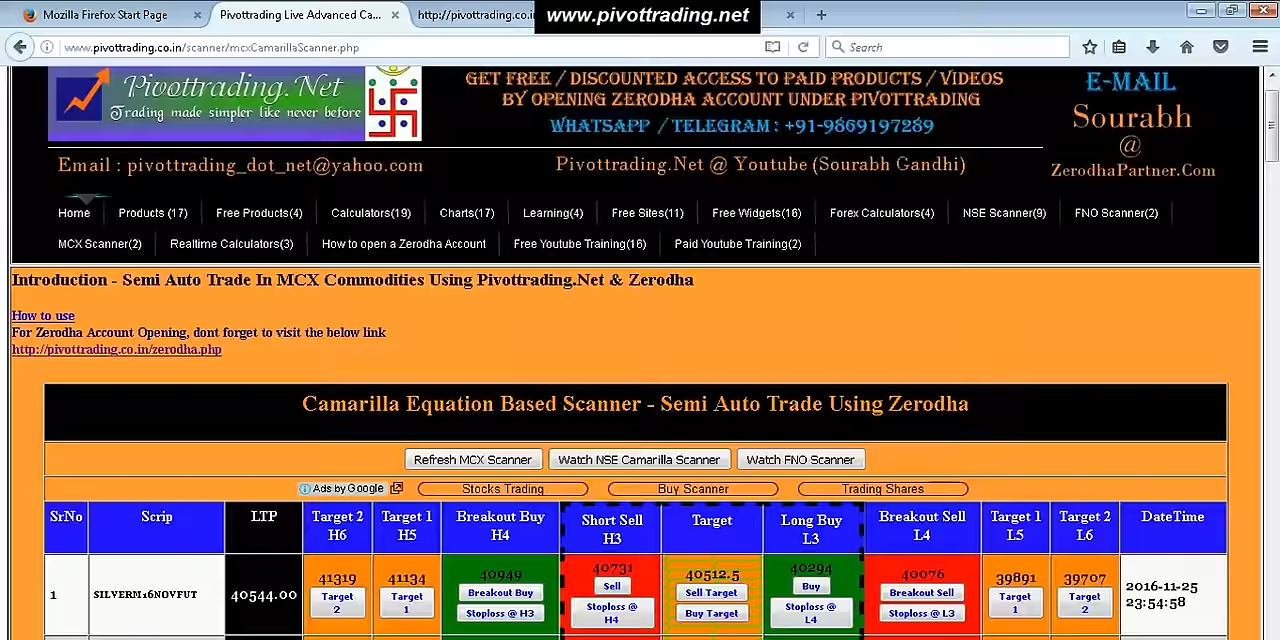 Mozilla Firefox Start Page
Pivottrading Live Advanced Ca...
http://pivottrading.co.in
www.pivottrading.net
www.pivottrading.co.in/scanner/mcxCamarillaScanner.php
Search
Pivottrading.Net
Trading made simpler like never before
GET FREE / DISCOUNTED ACCESS TO PAID PRODUCTS / VIDEOS
BY OPENING ZERODHA ACCOUNT UNDER PIVOTTRADING
WHATSAPP / TELEGRAM : +91-9869197289
E-MAIL
Sourabh
@
ZerodhaPartner.Com
Email : pivottrading_dot_net@yahoo.com
Pivottrading.Net @ Youtube (Sourabh Gandhi)
Home
Products (17)
Free Products(4)
Calculators(19)
Charts(17)
Learning(4)
Free Sites(11)
Free Widgets(16)
Forex Calculators(4)
NSE Scanner(9)
FNO Scanner(2)
MCX Scanner(2)
Realtime Calculators(3)
How to open a Zerodha Account
Free Youtube Training(16)
Paid Youtube Training(2)
Introduction - Semi Auto Trade In MCX Commodities Using Pivottrading.Net & Zerodha
How to use
For Zerodha Account Opening, dont forget to visit the below link
http://pivottrading.co.in/zerodha.php
Camarilla Equation Based Scanner - Semi Auto Trade Using Zerodha
Refresh MCX Scanner
Watch NSE Camarilla Scanner
Watch FNO Scanner
Ads by Google
Stocks Trading
Buy Scanner
Trading Shares
SrNo
Scrip
LTP
Target 2
H6
Target 1
H5
Breakout Buy
H4
Short Sell
H3
Target
Long Buy
L3
Breakout Sell
L4
Target 1
L5
Target 2
L6
DateTime
1
SILVERM16NOVFUT
40544.00
41319
Target
2
41134
Target
1
40949
Breakout Buy
Stoploss @ H3
40731
Sell
Stoploss @
H4
40512.5
Sell Target
Buy Target
40294
Buy
Stoploss @
L4
40076
Breakout Sell
Stoploss @ L3
39891
Target
1
39707
Target
2
2016-11-25
23:54:58